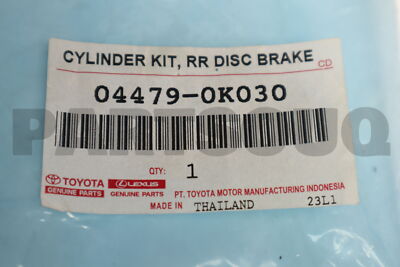 CYLINDER KIT, RR DISC BRAKE
CD
04479-0K030
PARTSOUQ
QTY: 1
TOYOTA
GENUINE PARTS
LEXUS
GENUINE PARTS
PT. TOYOTA MOTOR MANUFACTURING INDONESIA
MADE IN THAILAND 23L1